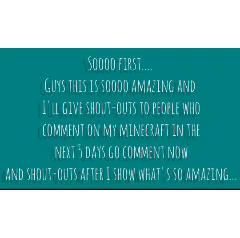 Soooo first....
Guys this is soooo amazing and
I'll give shout-outs to people who
comment on my minecraft in the
next 5 days go comment now
and shout-outs after I show what's so amazing...